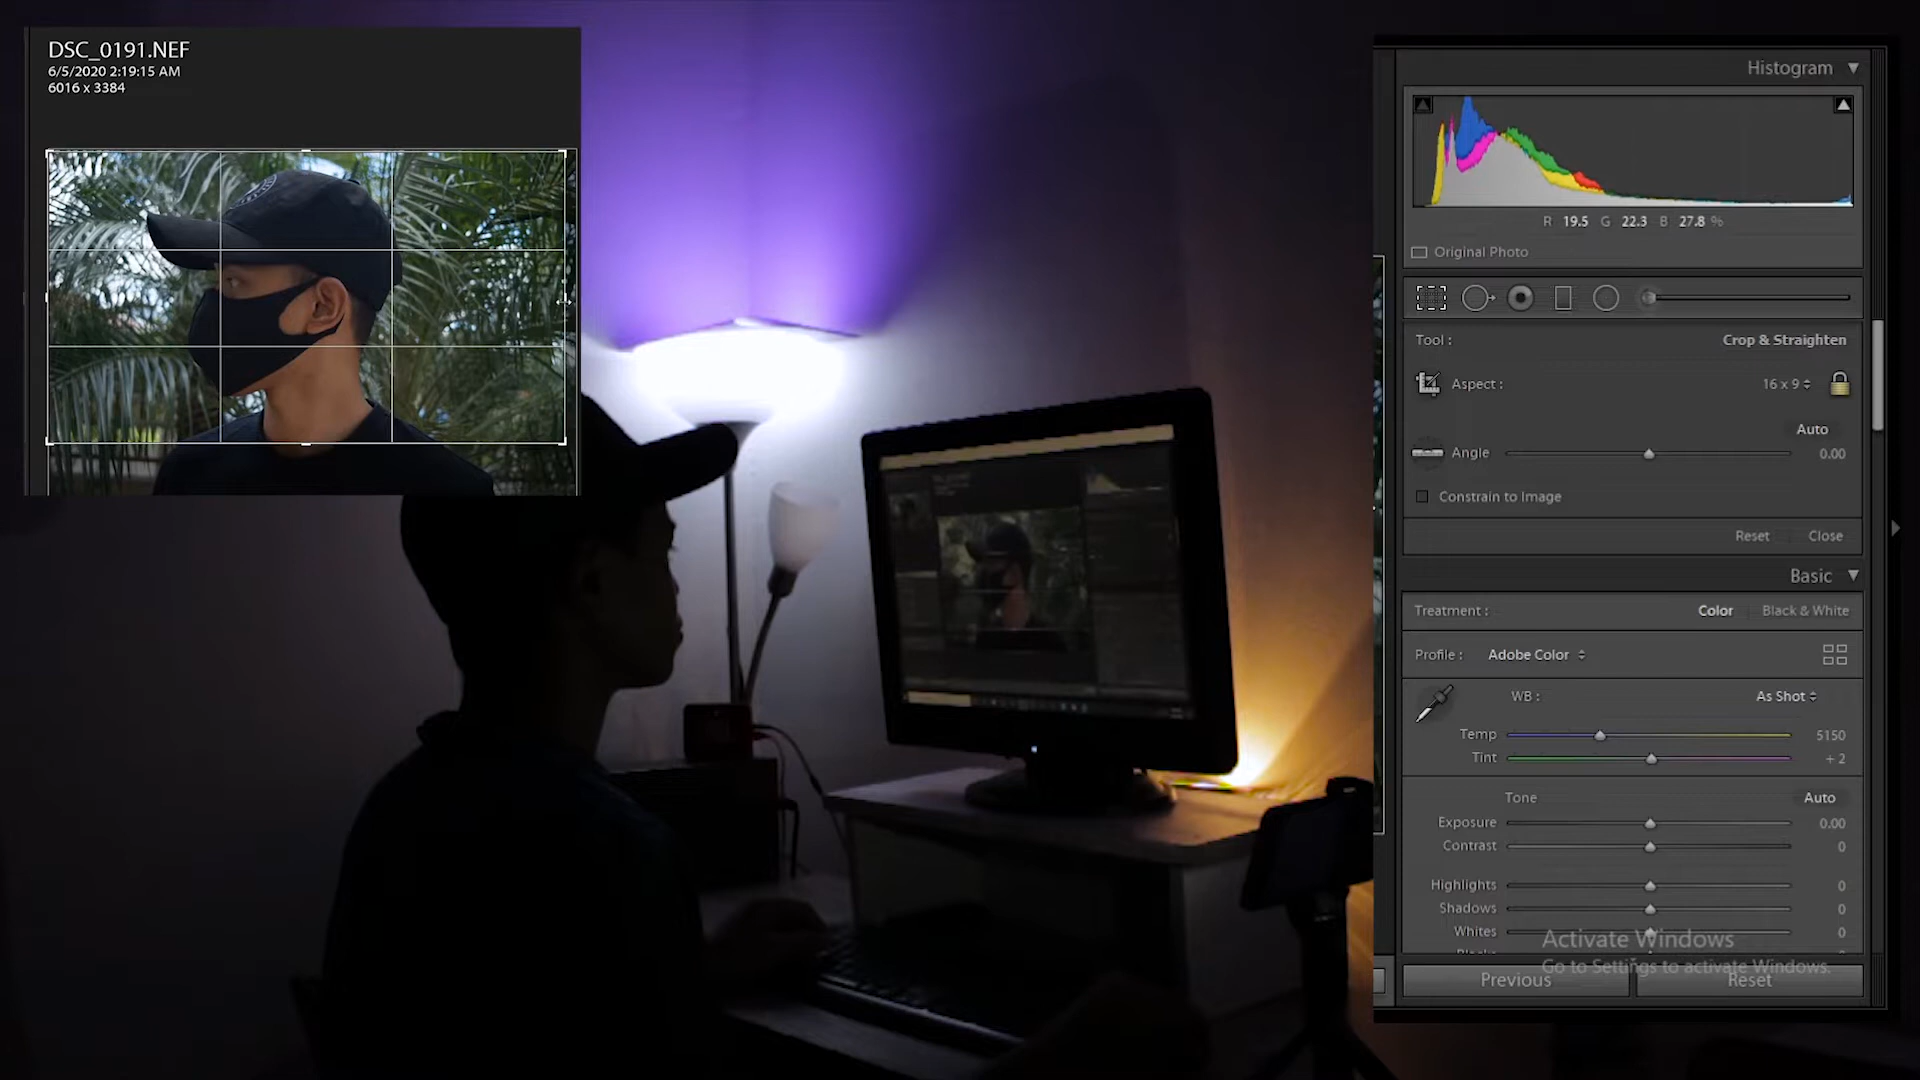 DSC_0191.NEF
6/5/2020 2:19:15 AM
6016 x 3384
Histogram
R 19.5 G 22.3 B 27.8 %
Original Photo
Tool : Crop & Straighten
Aspect : 16 x 9
Auto
Angle 0.00
Constrain to Image
Reset Close
Basic
Treatment : Color Black & White
Profile : Adobe Color
WB : As Shot
Temp 5150
Tint + 2
Tone Auto
Exposure 0.00
Contrast 0
Highlights 0
Shadows 0
Whites 0
Activate Windows
Go to Settings to activate Windows.
Previous Reset